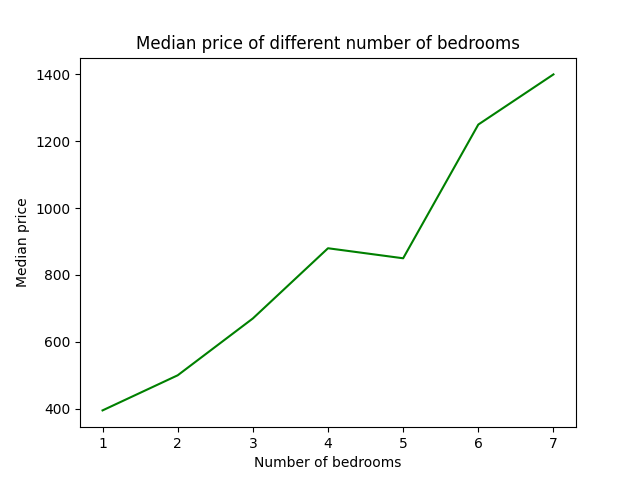 Median price of different number of bedrooms
1400
1200
1000
800
600
400
Median price
1 2 3 4 5 6 7
Number of bedrooms